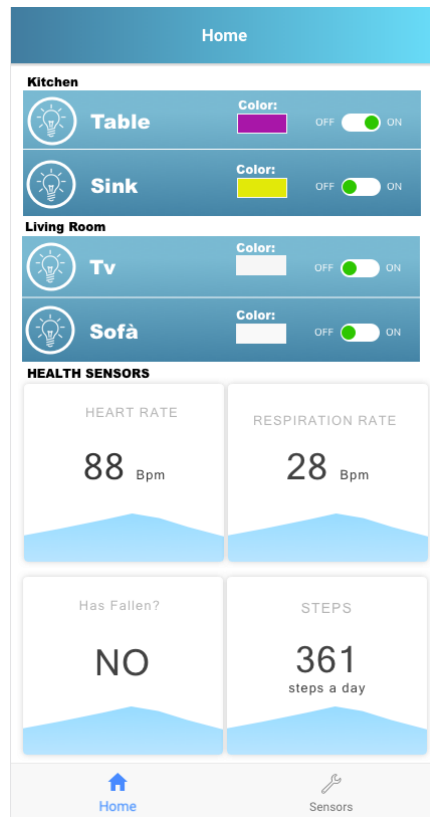 Home
Kitchen
Table
Color:
OFF ON
Sink
Color:
OFF ON
Living Room
Tv
Color:
OFF ON
Sofà
Color:
OFF ON
HEALTH SENSORS
HEART RATE
88 Bpm
RESPIRATION RATE
28 Bpm
Has Fallen?
NO
STEPS
361
steps a day
Home
Sensors